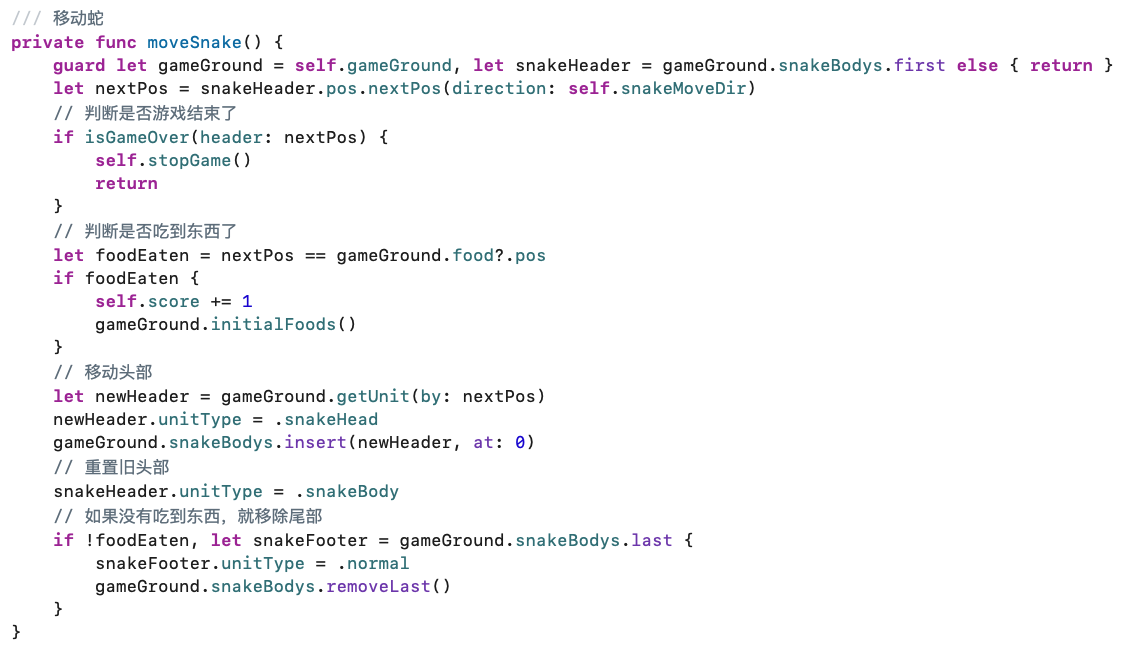 /// 移动蛇
private func moveSnake() {
    guard let gameGround = self.gameGround, let snakeHeader = gameGround.snakeBodys.first else { return }
    let nextPos = snakeHeader.pos.nextPos(direction: self.snakeMoveDir)
    // 判断是否游戏结束了
    if isGameOver(header: nextPos) {
        self.stopGame()
        return
    }
    // 判断是否吃到东西了
    let foodEaten = nextPos == gameGround.food?.pos
    if foodEaten {
        self.score += 1
        gameGround.initialFoods()
    }
    // 移动头部
    let newHeader = gameGround.getUnit(by: nextPos)
    newHeader.unitType = .snakeHead
    gameGround.snakeBodys.insert(newHeader, at: 0)
    // 重置旧头部
    snakeHeader.unitType = .snakeBody
    // 如果没有吃到东西，就移除尾部
    if !foodEaten, let snakeFooter = gameGround.snakeBodys.last {
        snakeFooter.unitType = .normal
        gameGround.snakeBodys.removeLast()
    }
}